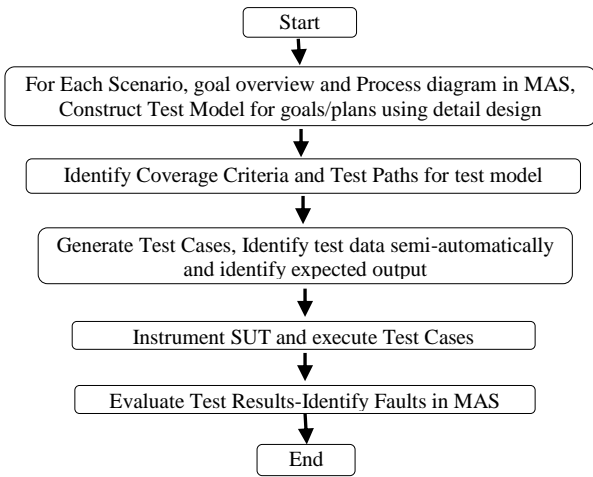 Start
For Each Scenario, goal overview and Process diagram in MAS,
Construct Test Model for goals/plans using detail design
Identify Coverage Criteria and Test Paths for test model
Generate Test Cases, Identify test data semi-automatically
and identify expected output
Instrument SUT and execute Test Cases
Evaluate Test Results-Identify Faults in MAS
End